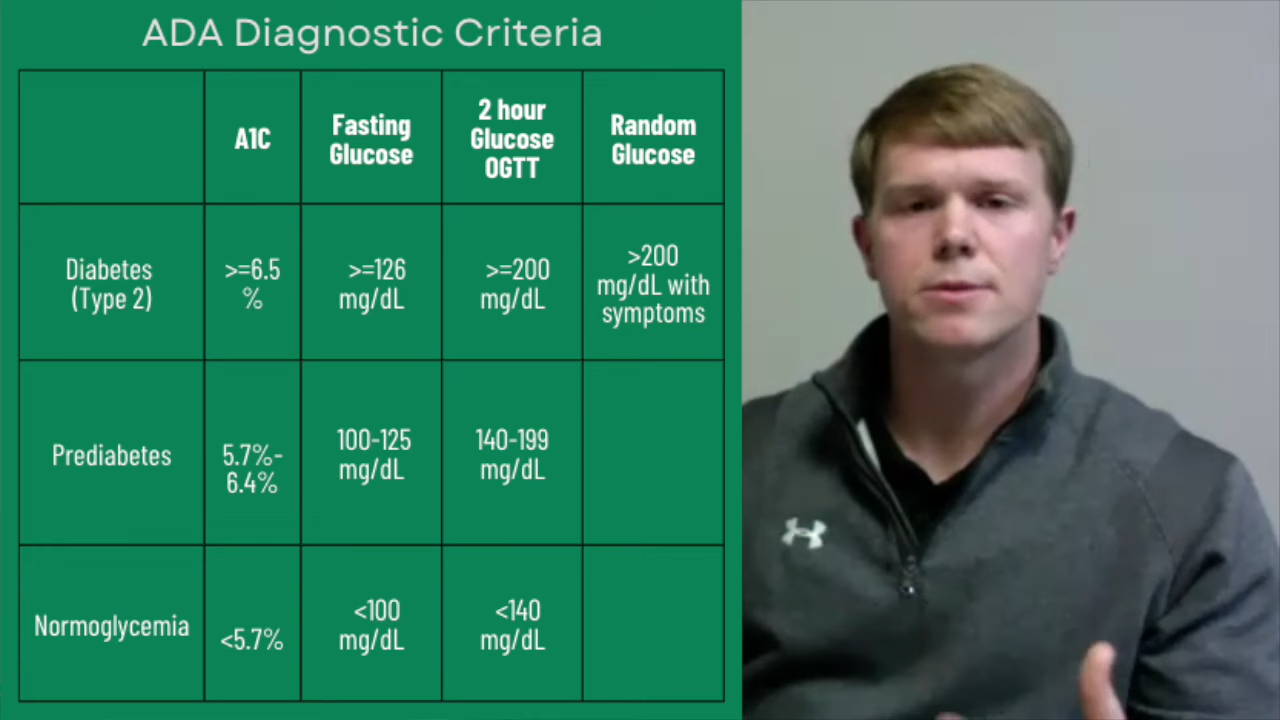 ADA Diagnostic Criteria
A1C
Fasting
Glucose
2 hour
Glucose
OGTT
Random
Glucose
Diabetes
(Type 2)
>=6.5
%
>=126
mg/dL
>=200
mg/dL
>200
mg/dL with
symptoms
Prediabetes
5.7%-
6.4%
100-125
mg/dL
140-199
mg/dL
Normoglycemia
<5.7%
<100
mg/dL
<140
mg/dL